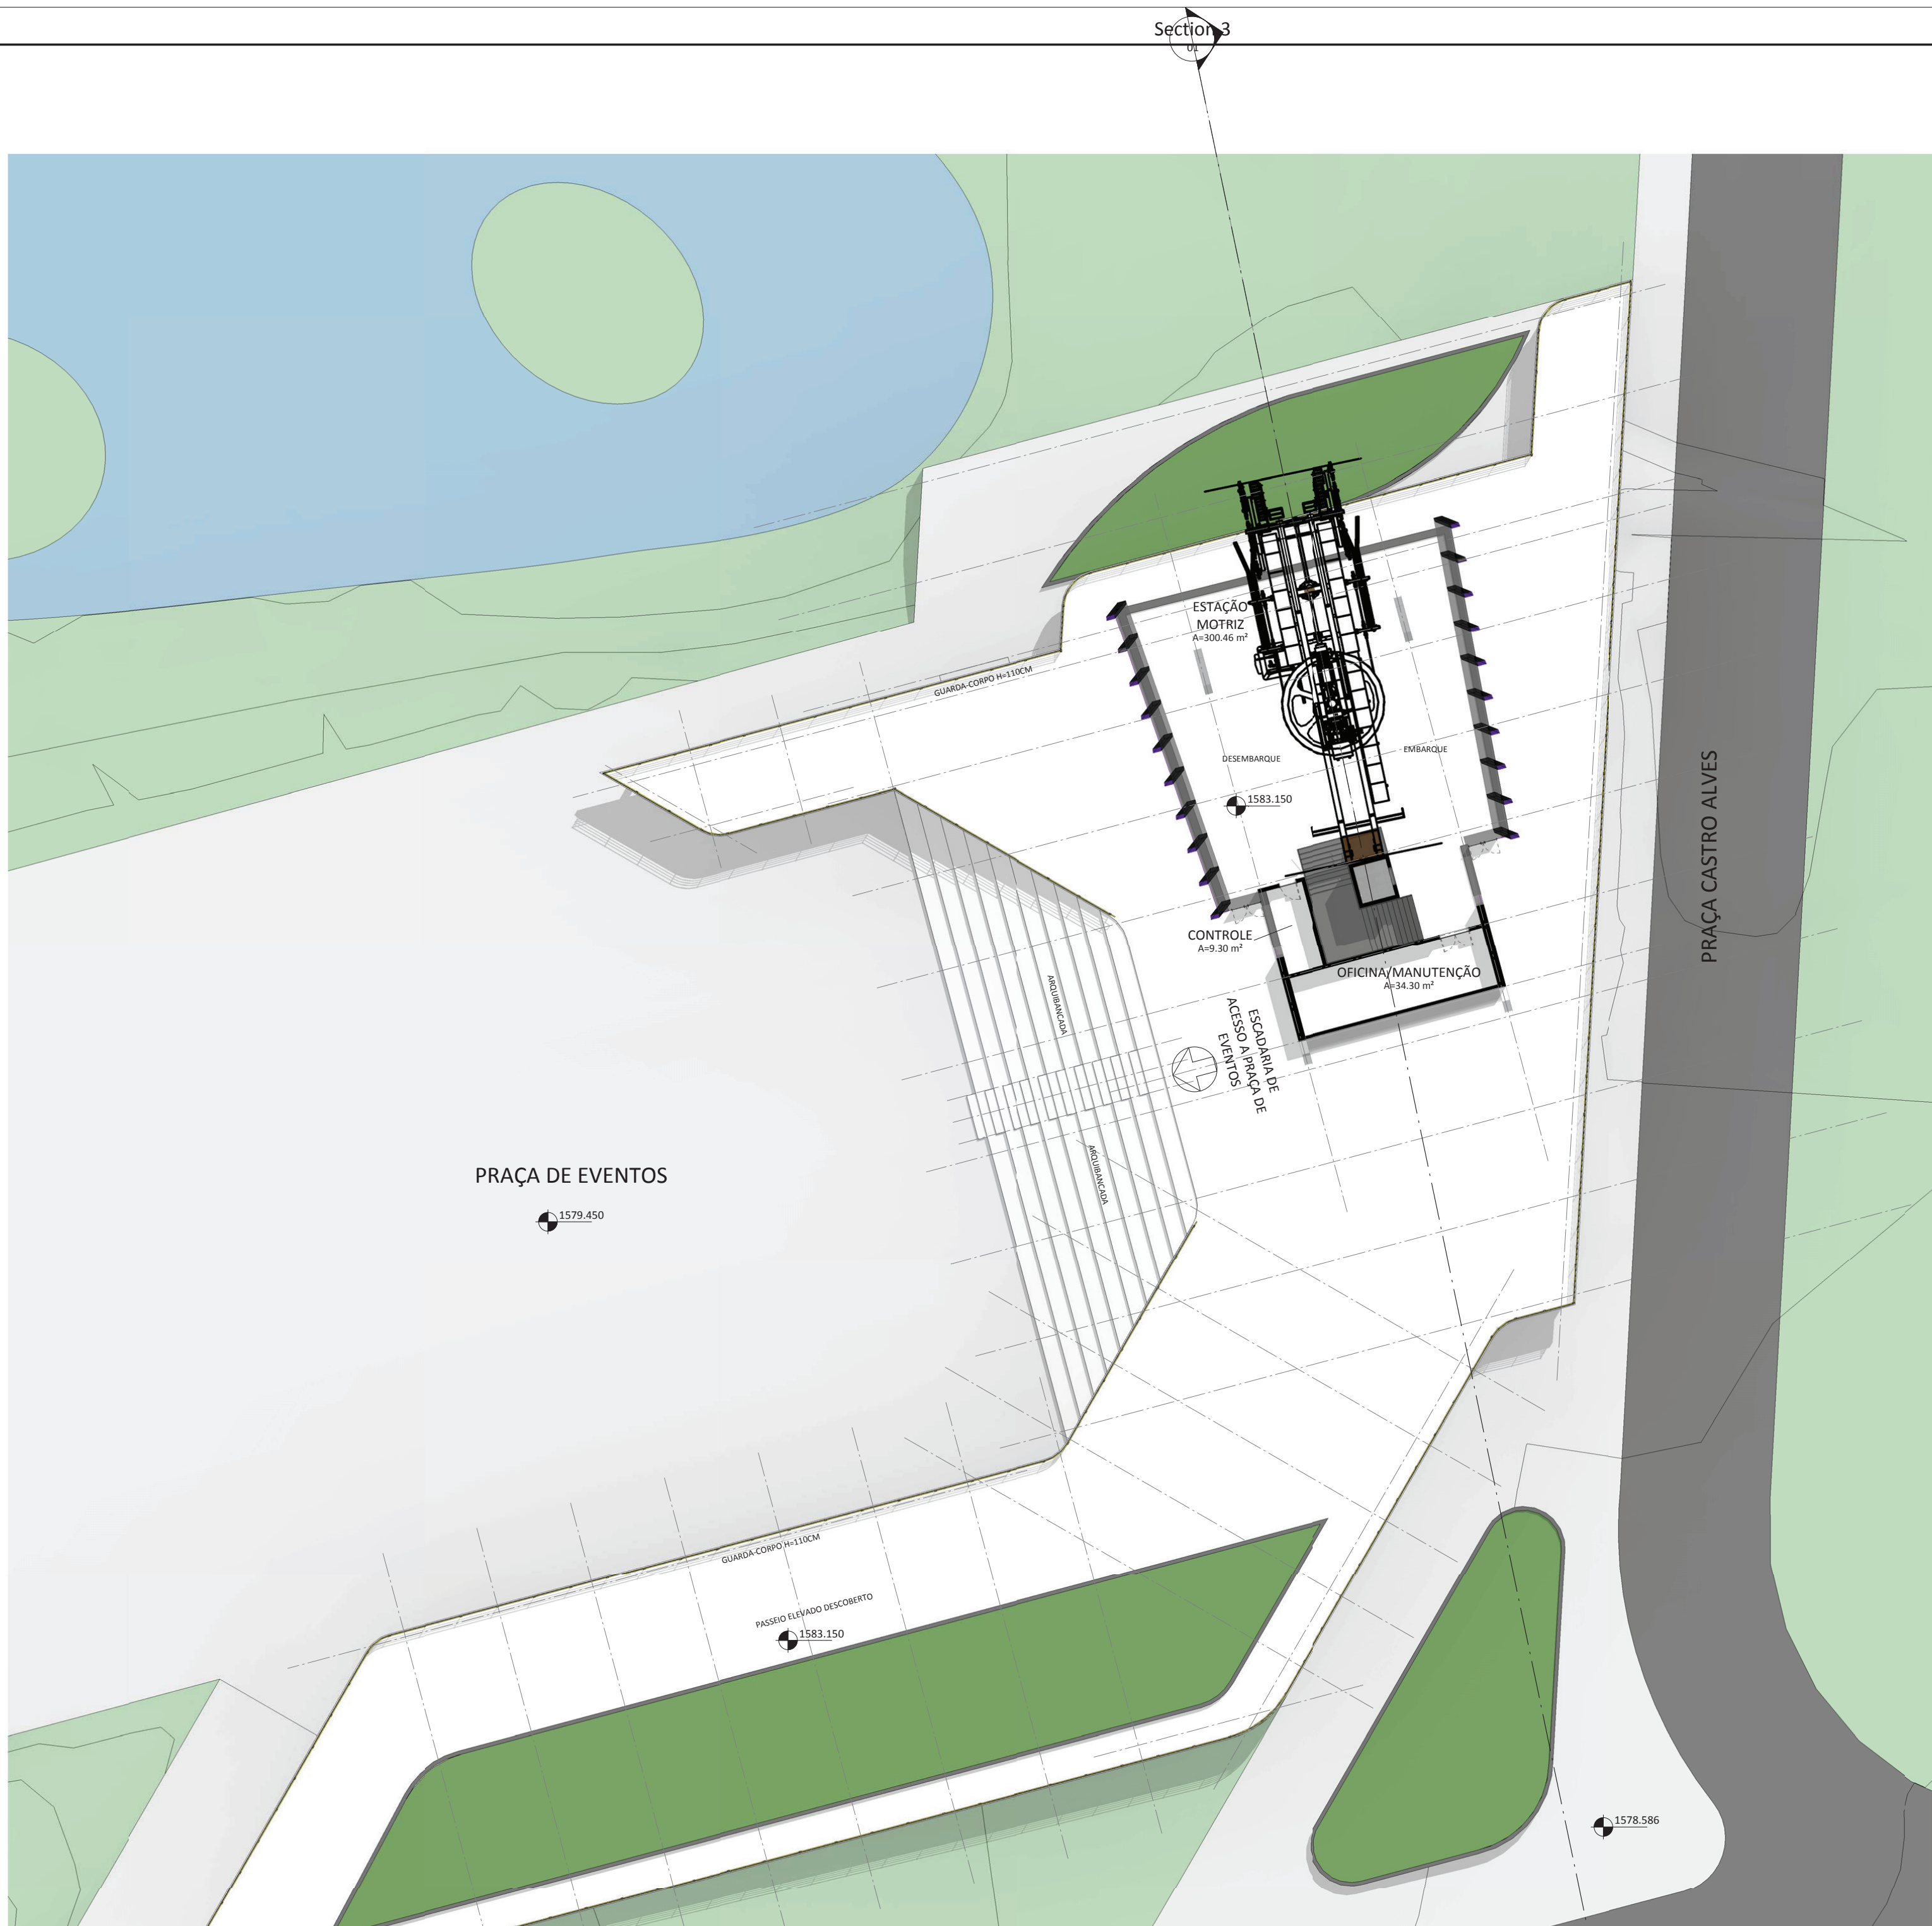 Section 3
01
ESTAÇÃO
MOTRIZ
A=300.46 m²
GUARDA-CORPO H=110CM
DESEMBARQUE
EMBARQUE
1583.150
PRAÇA CASTRO ALVES
CONTROLE
A=9.30 m²
OFICINA/MANUTENÇÃO
A=34.30 m²
ARQUIBANCADA
ESCADARIA DE
ACESSO A PRAÇA DE
EVENTOS
ARQUIBANCADA
PRAÇA DE EVENTOS
1579.450
GUARDA-CORPO H=110CM
PASSEIO ELEVADO DESCOBERTO
1583.150
1578.586